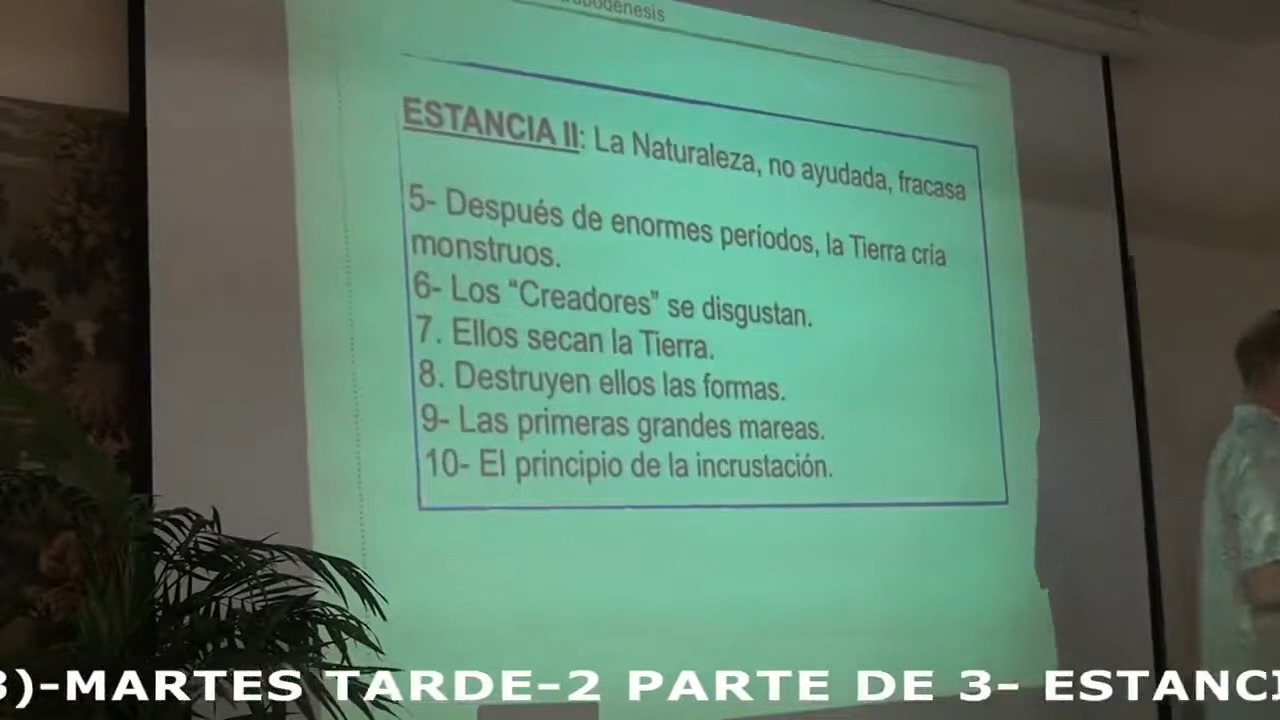 ESTANCIA II: La Naturaleza, no ayudada, fracasa
5- Después de enormes períodos, la Tierra cría
monstruos.
6- Los “Creadores” se disgustan.
7. Ellos secan la Tierra.
8. Destruyen ellos las formas.
9- Las primeras grandes mareas.
10- El principio de la incrustación.
)-MARTES TARDE-2 PARTE DE 3- ESTANCI